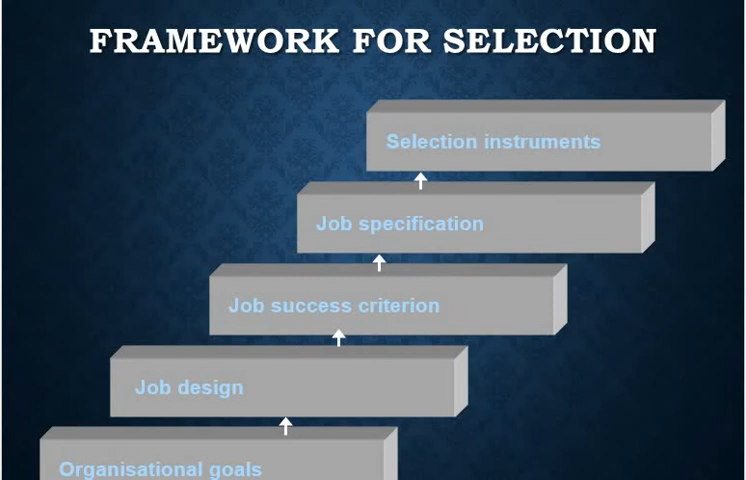 FRAMEWORK FOR SELECTION
Selection instruments
Job specification
Job success criterion
Job design
Organisational goals